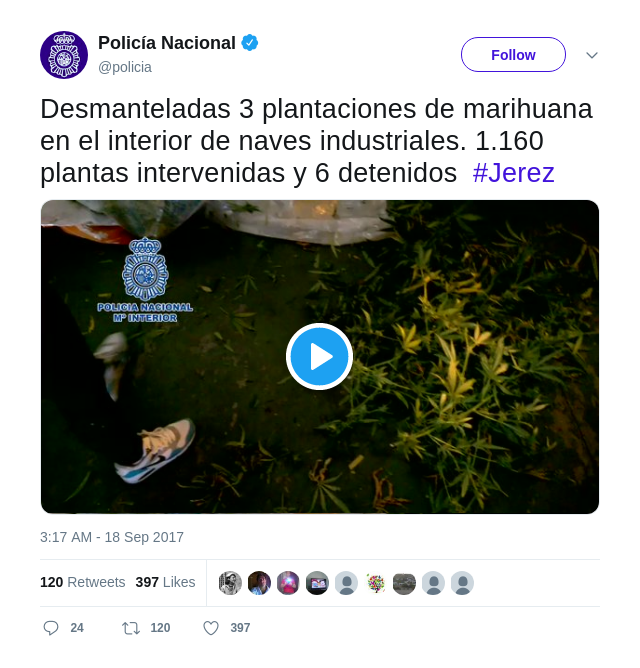 Policía Nacional
@policia
Follow
Desmanteladas 3 plantaciones de marihuana
en el interior de naves industriales. 1.160
plantas intervenidas y 6 detenidos #Jerez
POLICIA NACIONAL
Mº INTERIOR
3:17 AM - 18 Sep 2017
120 Retweets 397 Likes
24 120 397